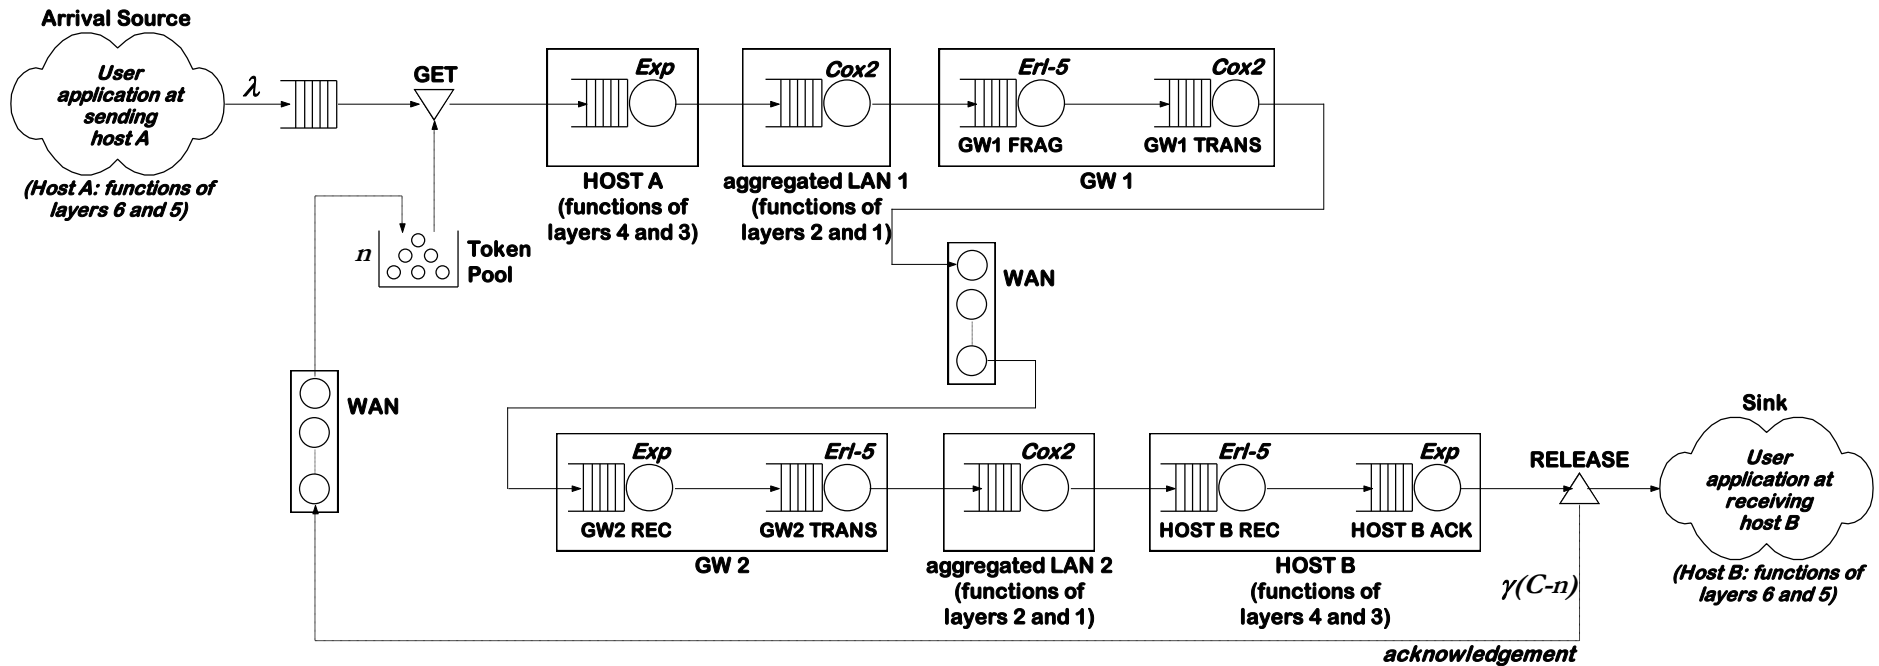 Arrival Source
User
application at
sending
host A
(Host A: functions of
layers 6 and 5)
λ
GET
n
Token
Pool
Exp
HOST A
(functions of
layers 4 and 3)
Cox2
aggregated LAN 1
(functions of
layers 2 and 1)
Erl-5
GW1 FRAG
Cox2
GW1 TRANS
GW 1
WAN
WAN
Exp
GW2 REC
Erl-5
GW2 TRANS
GW 2
Cox2
aggregated LAN 2
(functions of
layers 2 and 1)
Erl-5
HOST B REC
Exp
HOST B ACK
HOST B
(functions of
layers 4 and 3)
RELEASE
γ(C-n)
acknowledgement
Sink
User
application at
receiving
host B
(Host B: functions of
layers 6 and 5)